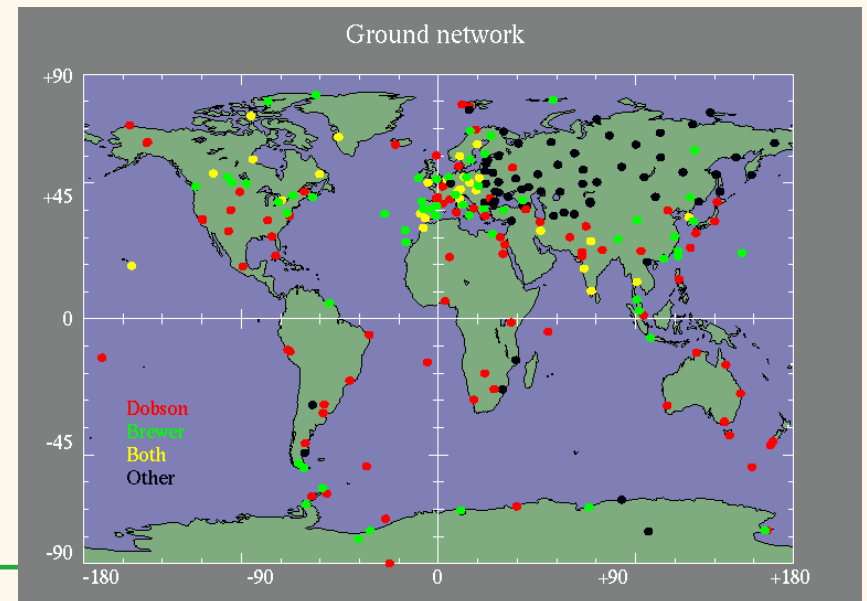 Ground network
+90
+45
0
-45
-90
Dobson
Brewer
Both
Other
-180
-90
0
+90
+180